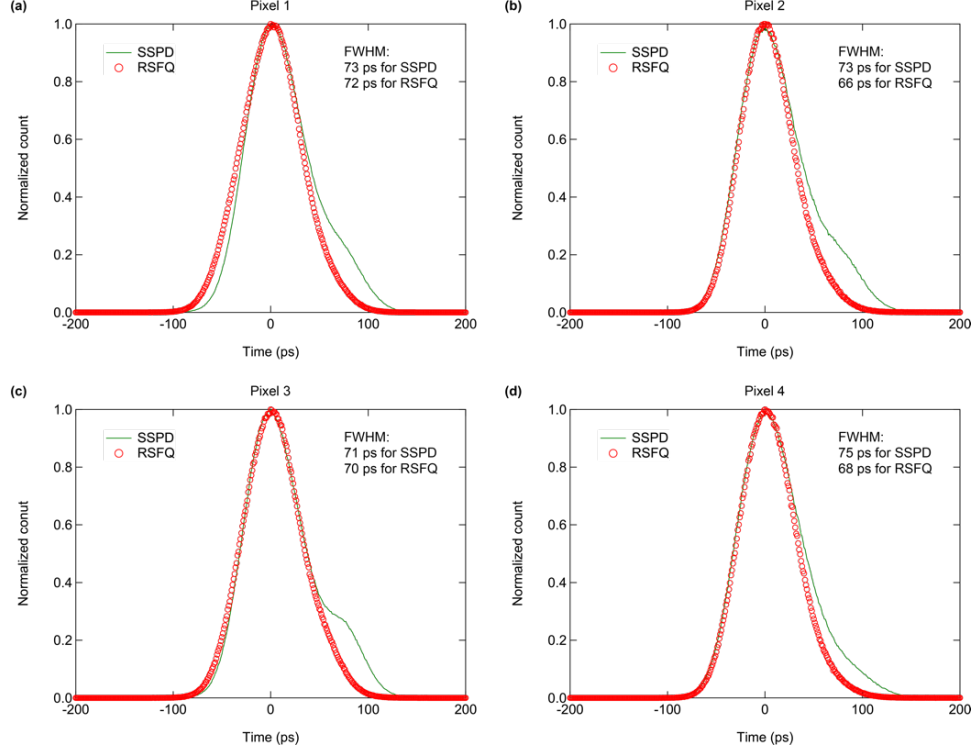 (a)
Pixel 1
Normalized count
1.0
0.8
0.6
0.4
0.2
0.0
SSPD
RSFQ
FWHM:
73 ps for SSPD
72 ps for RSFQ
-200
-100
0
100
200
Time (ps)
(b)
Pixel 2
Normalized count
1.0
0.8
0.6
0.4
0.2
0.0
SSPD
RSFQ
FWHM:
73 ps for SSPD
66 ps for RSFQ
-200
-100
0
100
200
Time (ps)
(c)
Pixel 3
Normalized conut
1.0
0.8
0.6
0.4
0.2
0.0
SSPD
RSFQ
FWHM:
71 ps for SSPD
70 ps for RSFQ
-200
-100
0
100
200
Time (ps)
(d)
Pixel 4
Normalized count
1.0
0.8
0.6
0.4
0.2
0.0
SSPD
RSFQ
FWHM:
75 ps for SSPD
68 ps for RSFQ
-200
-100
0
100
200
Time (ps)